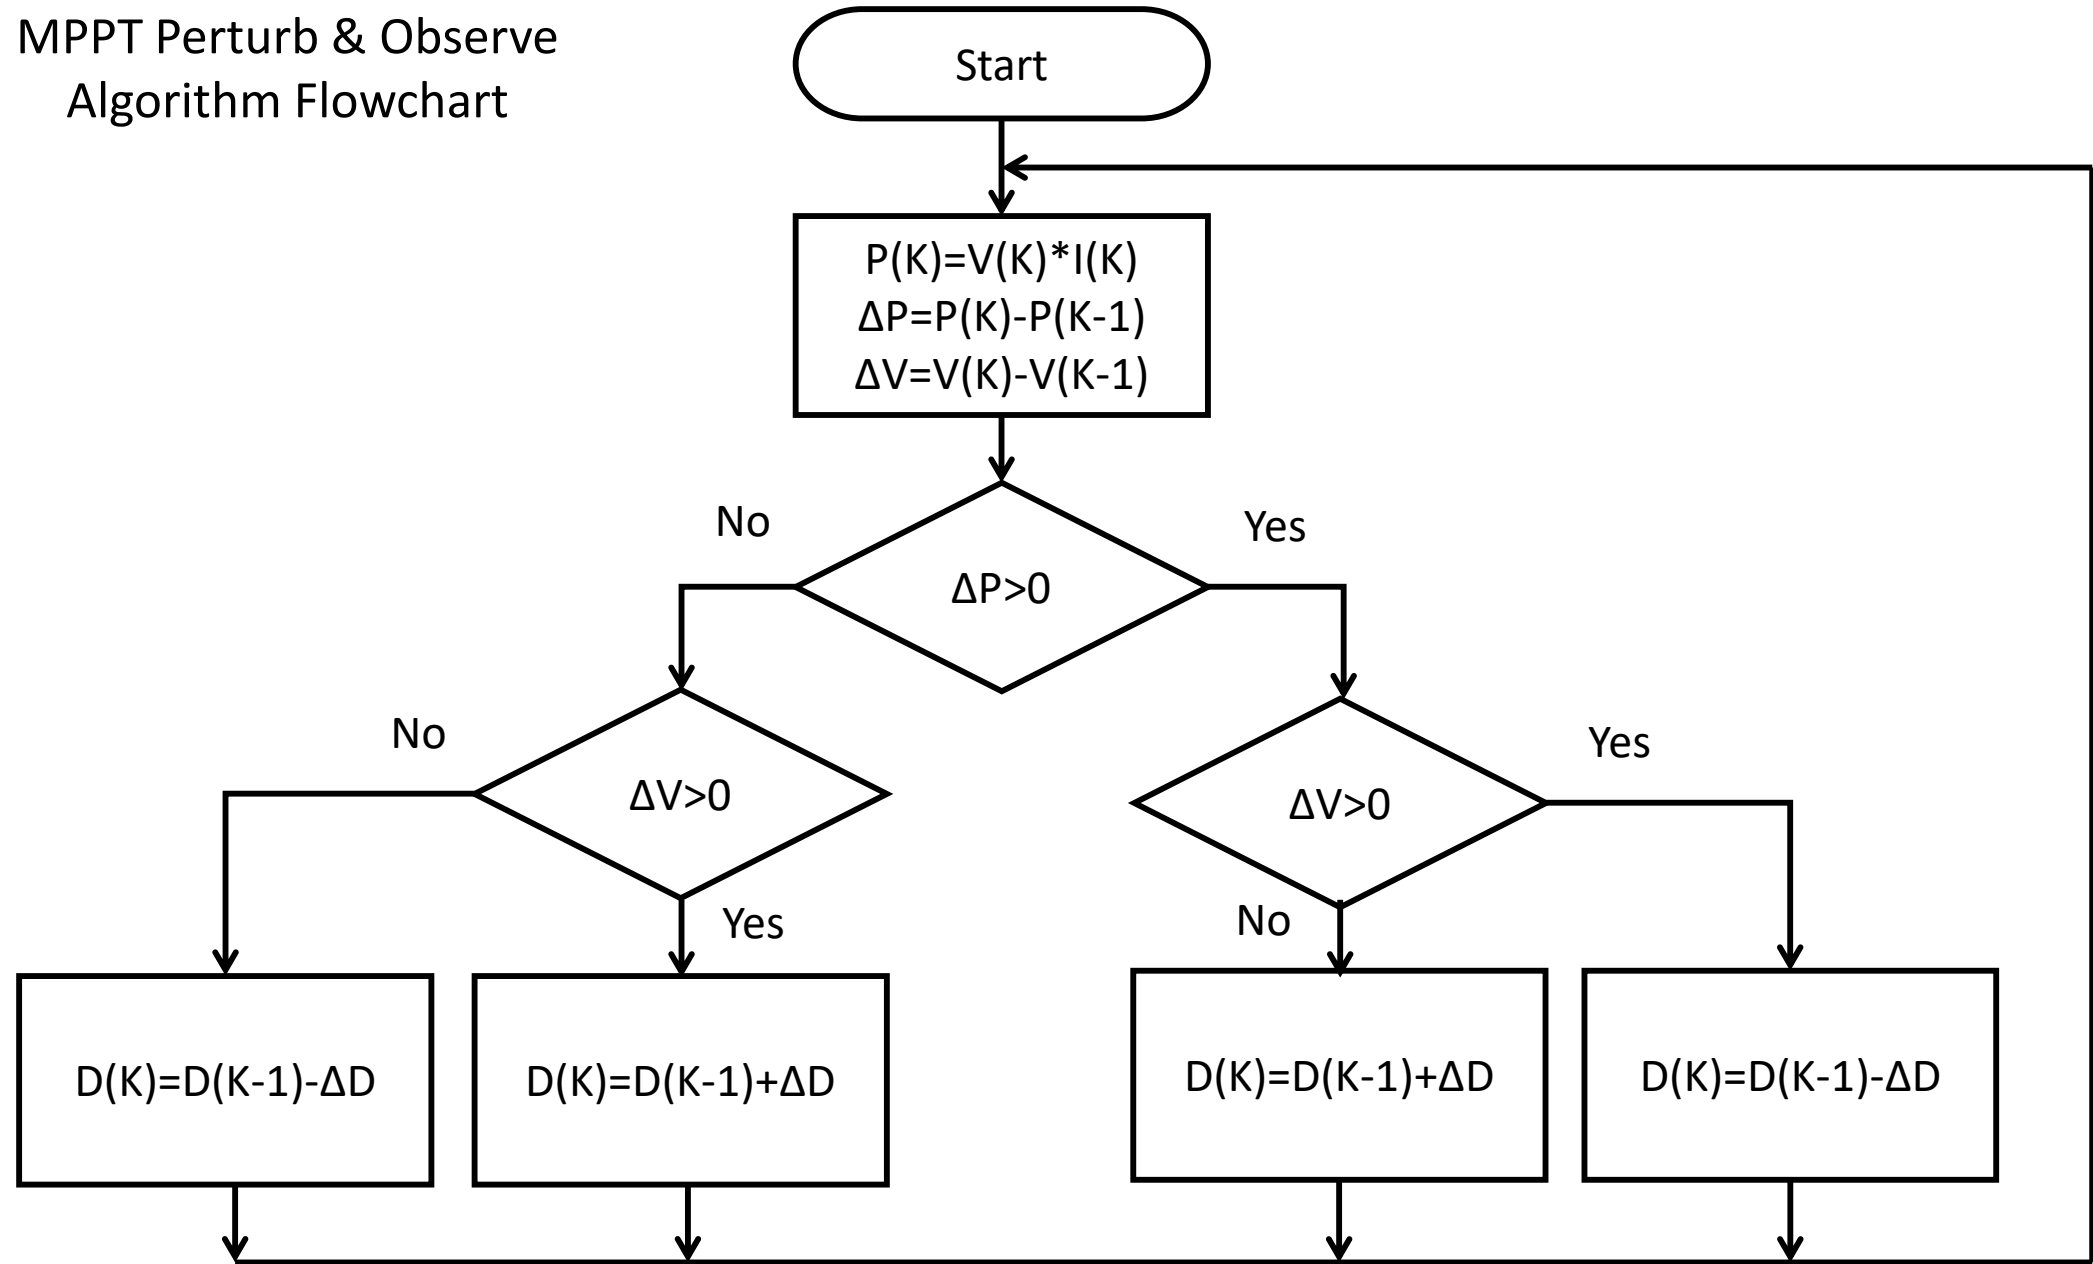 MPPT Perturb & Observe
Algorithm Flowchart
Start
P(K)=V(K)*I(K)
ΔP=P(K)-P(K-1)
ΔV=V(K)-V(K-1)
No
Yes
ΔP>0
No
Yes
ΔV>0
ΔV>0
Yes
No
D(K)=D(K-1)-ΔD
D(K)=D(K-1)+ΔD
D(K)=D(K-1)+ΔD
D(K)=D(K-1)-ΔD